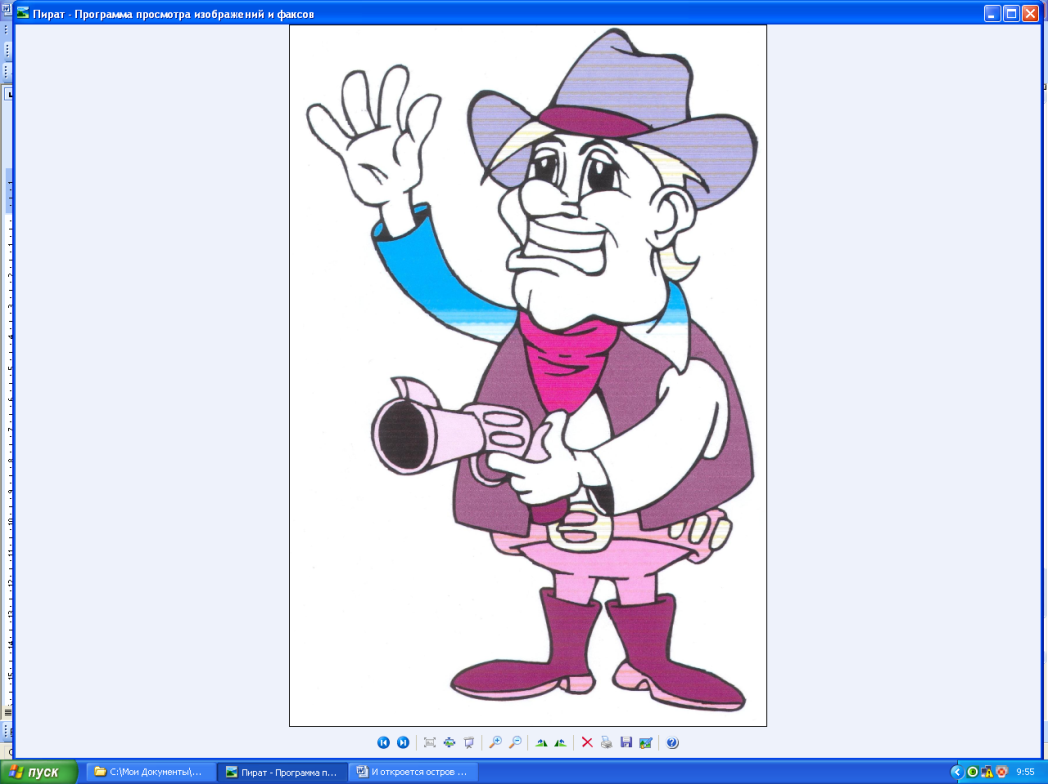 Пират - Программа просмотра изображений и факсов
пуск
C:\Мои Документы\...
Пират - Программа п...
И откроется остров ...
9:55